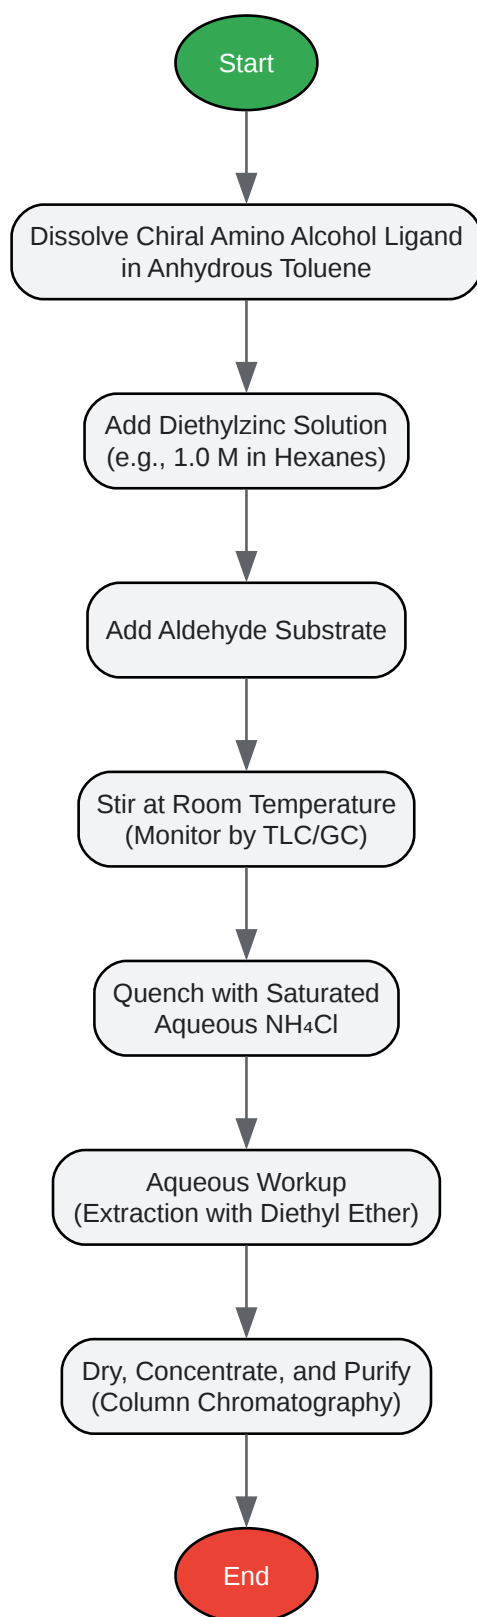 Start
Dissolve Chiral Amino Alcohol Ligand
in Anhydrous Toluene
Add Diethylzinc Solution
(e.g., 1.0 M in Hexanes)
Add Aldehyde Substrate
Stir at Room Temperature
(Monitor by TLC/GC)
Quench with Saturated
Aqueous NH₄Cl
Aqueous Workup
(Extraction with Diethyl Ether)
Dry, Concentrate, and Purify
(Column Chromatography)
End